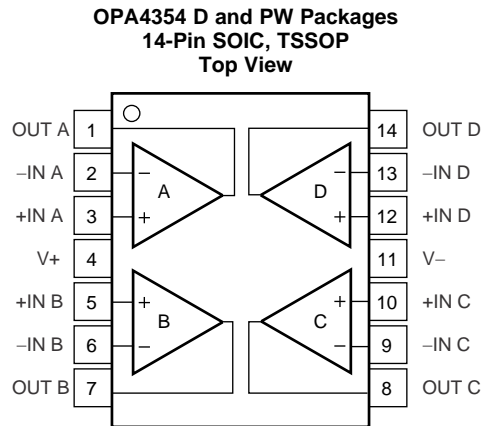 OPA4354 D and PW Packages
14-Pin SOIC, TSSOP
Top View
OUT A 1 14 OUT D
−IN A 2 − − 13 −IN D
A D
+IN A 3 + + 12 +IN D
V+ 4 11 V−
+IN B 5 + + 10 +IN C
B C
−IN B 6 − − 9 −IN C
OUT B 7 8 OUT C